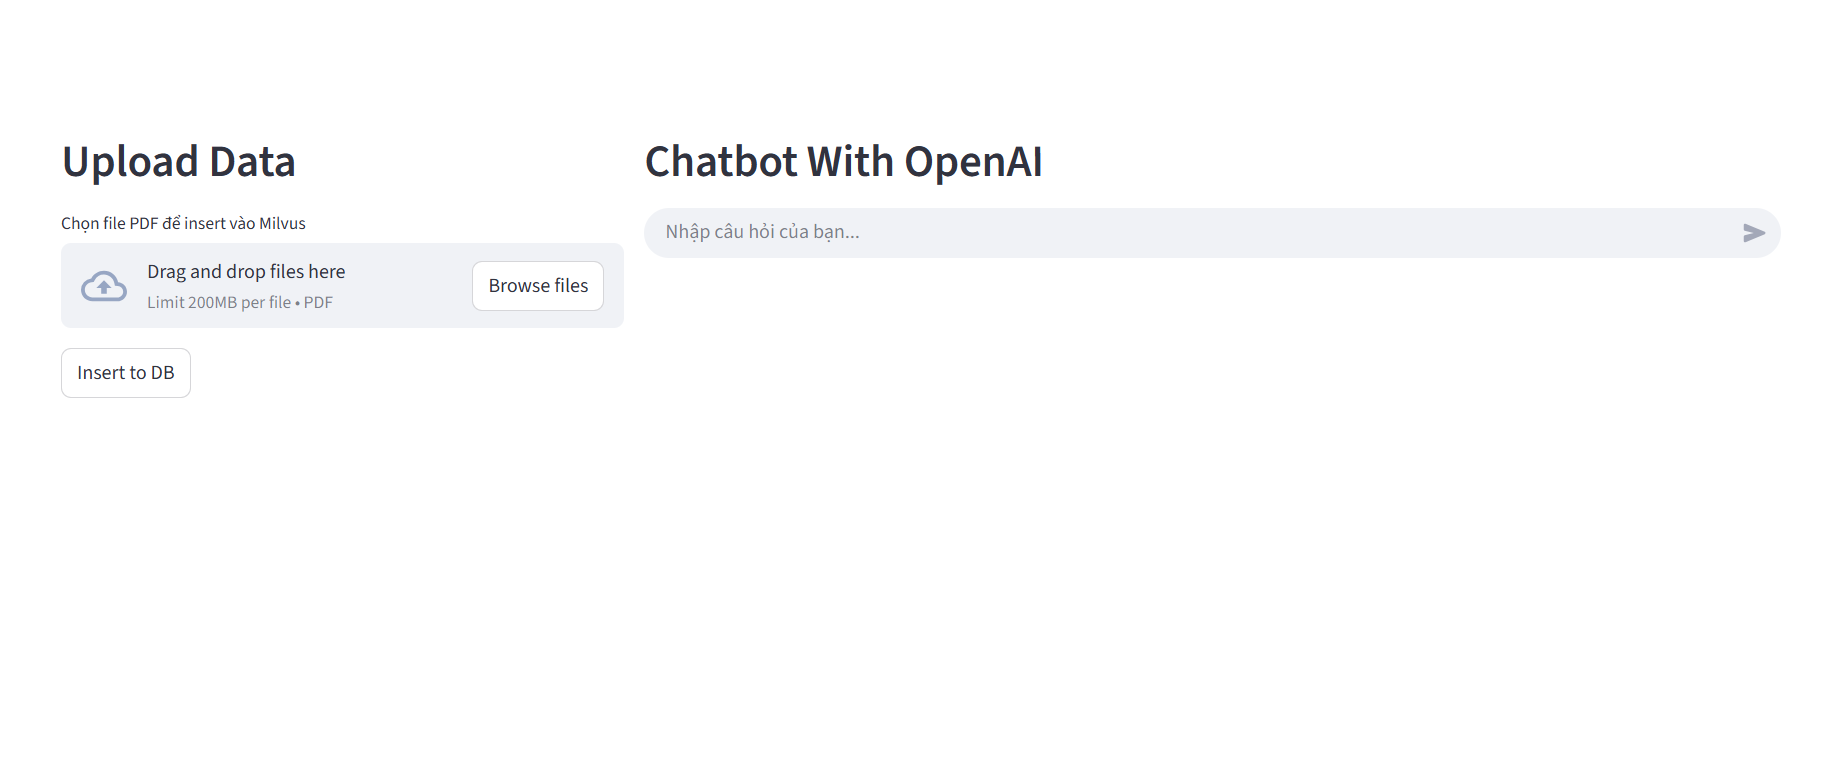 Upload Data
Chọn file PDF để insert vào Milvus
Drag and drop files here
Limit 200MB per file • PDF
Browse files
Insert to DB
Chatbot With OpenAI
Nhập câu hỏi của bạn...